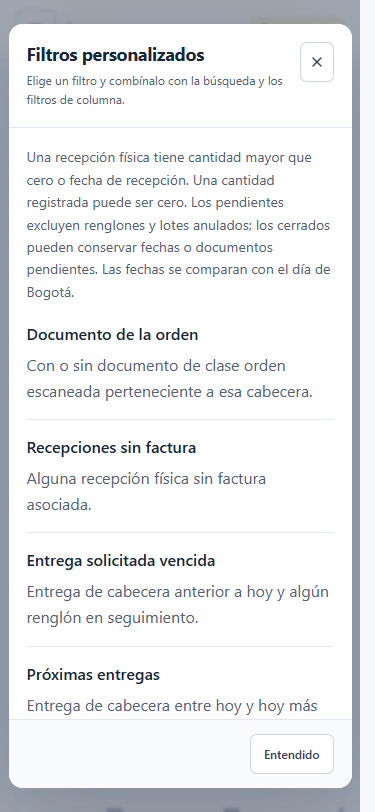 Filtros personalizados
Elige un filtro y combínalo con la búsqueda y los
filtros de columna.
Una recepción física tiene cantidad mayor que
cero o fecha de recepción. Una cantidad
registrada puede ser cero. Los pendientes
excluyen renglones y lotes anulados; los cerrados
pueden conservar fechas o documentos
pendientes. Las fechas se comparan con el día de
Bogotá.
Documento de la orden
Con o sin documento de clase orden
escaneada perteneciente a esa cabecera.
Recepciones sin factura
Alguna recepción física sin factura
asociada.
Entrega solicitada vencida
Entrega de cabecera anterior a hoy y algún
renglón en seguimiento.
Próximas entregas
Entrega de cabecera entre hoy y hoy más
Entendido